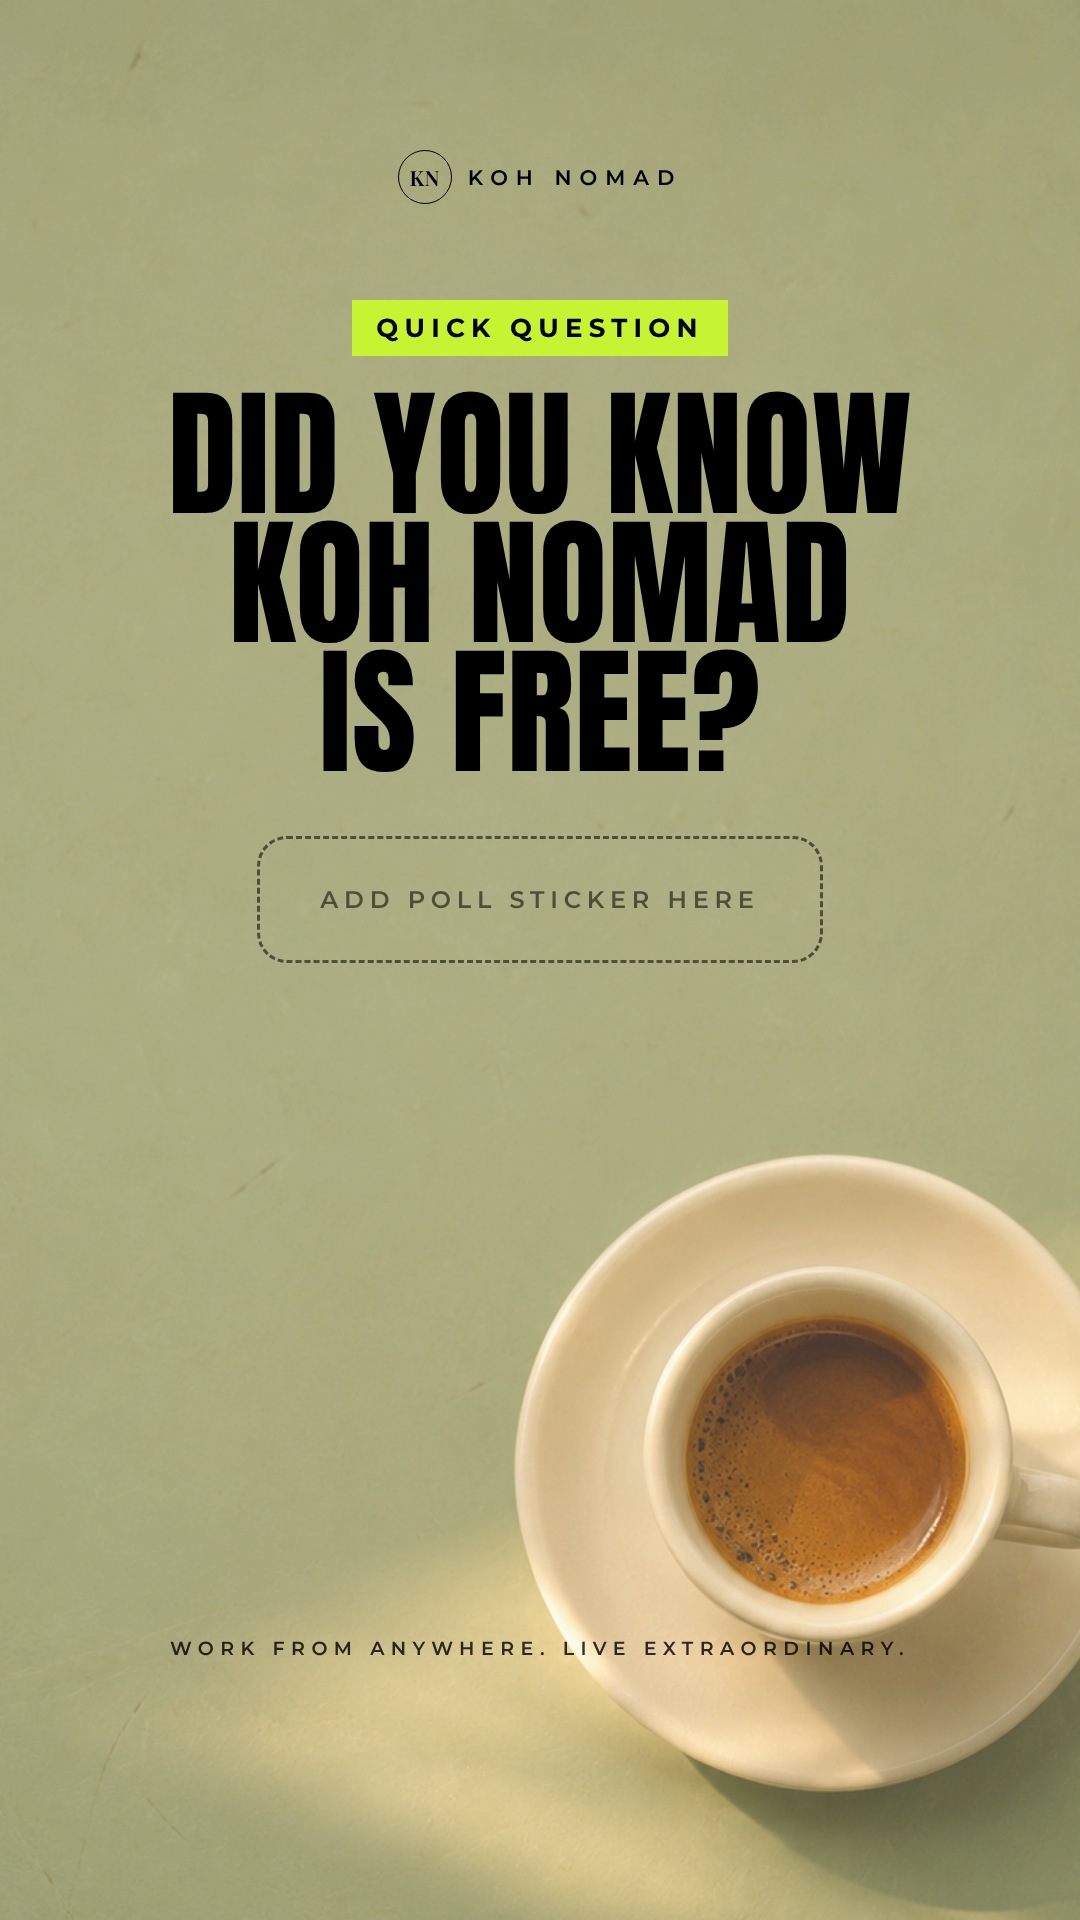 KN KOH NOMAD
QUICK QUESTION
DID YOU KNOW
KOH NOMAD
IS FREE?
ADD POLL STICKER HERE
WORK FROM ANYWHERE. LIVE EXTRAORDINARY.